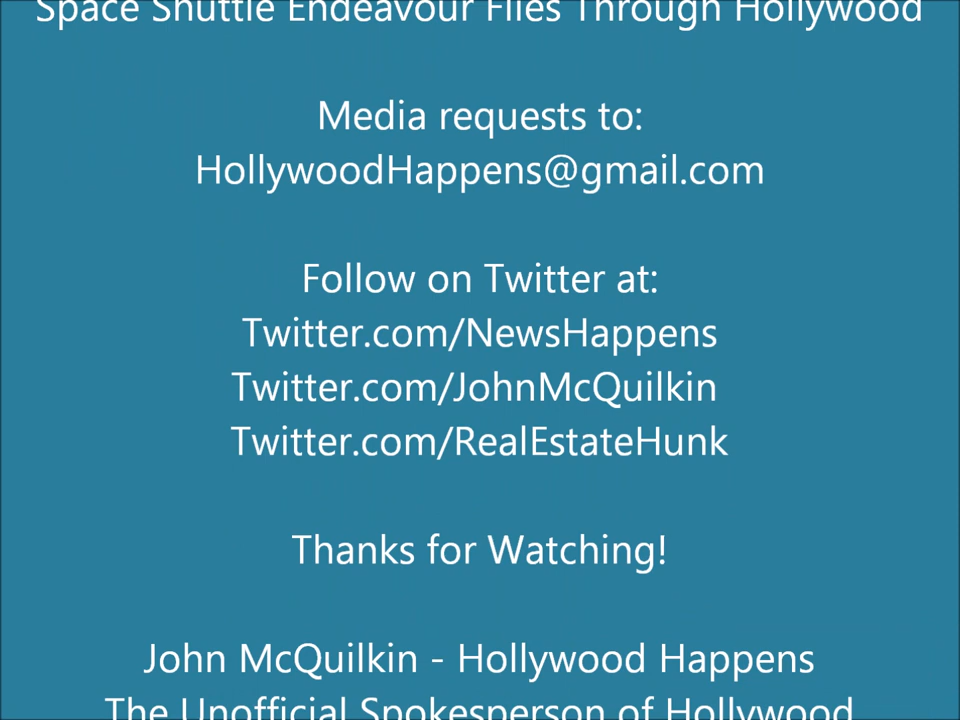 Space Shuttle Endeavour Flies Through Hollywood
Media requests to:
HollywoodHappens@gmail.com
Follow on Twitter at:
Twitter.com/NewsHappens
Twitter.com/JohnMcQuilkin
Twitter.com/RealEstateHunk
Thanks for Watching!
John McQuilkin - Hollywood Happens
The Unofficial Spokesperson of Hollywood